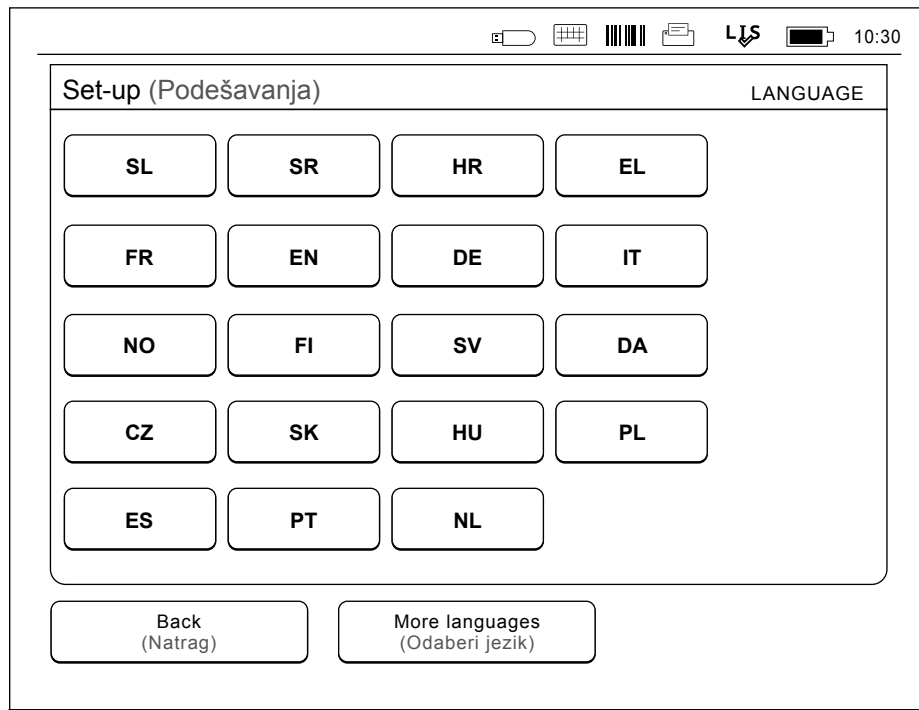 LIS 10:30
Set-up (Podešavanja) LANGUAGE
SL SR HR EL
FR EN DE IT
NO FI SV DA
CZ SK HU PL
ES PT NL
Back More languages
(Natrag) (Odaberi jezik)